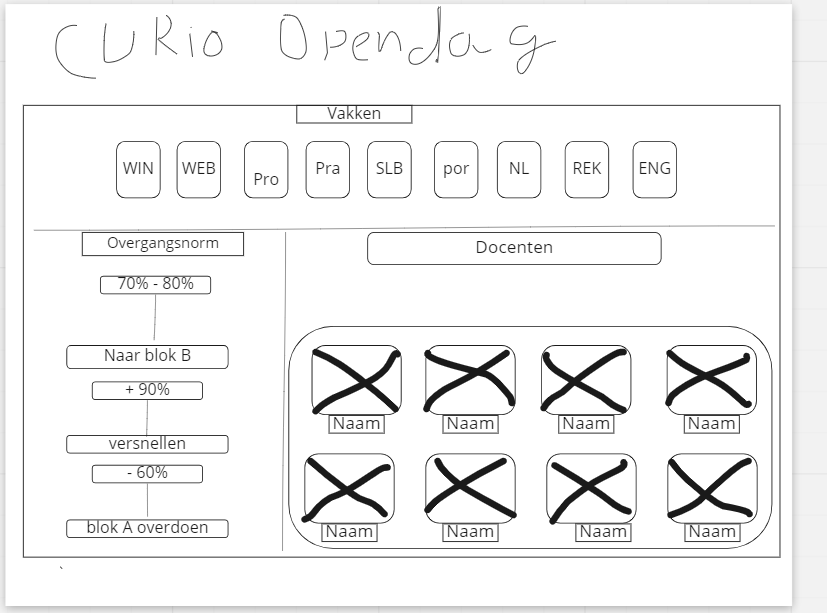 CURio Opendag
Vakken
WIN WEB Pro Pra SLB por NL REK ENG
Overgangsnorm
70% - 80%
Naar blok B
+ 90%
versnellen
- 60%
blok A overdoen
Docenten
Naam Naam Naam Naam
Naam Naam Naam Naam